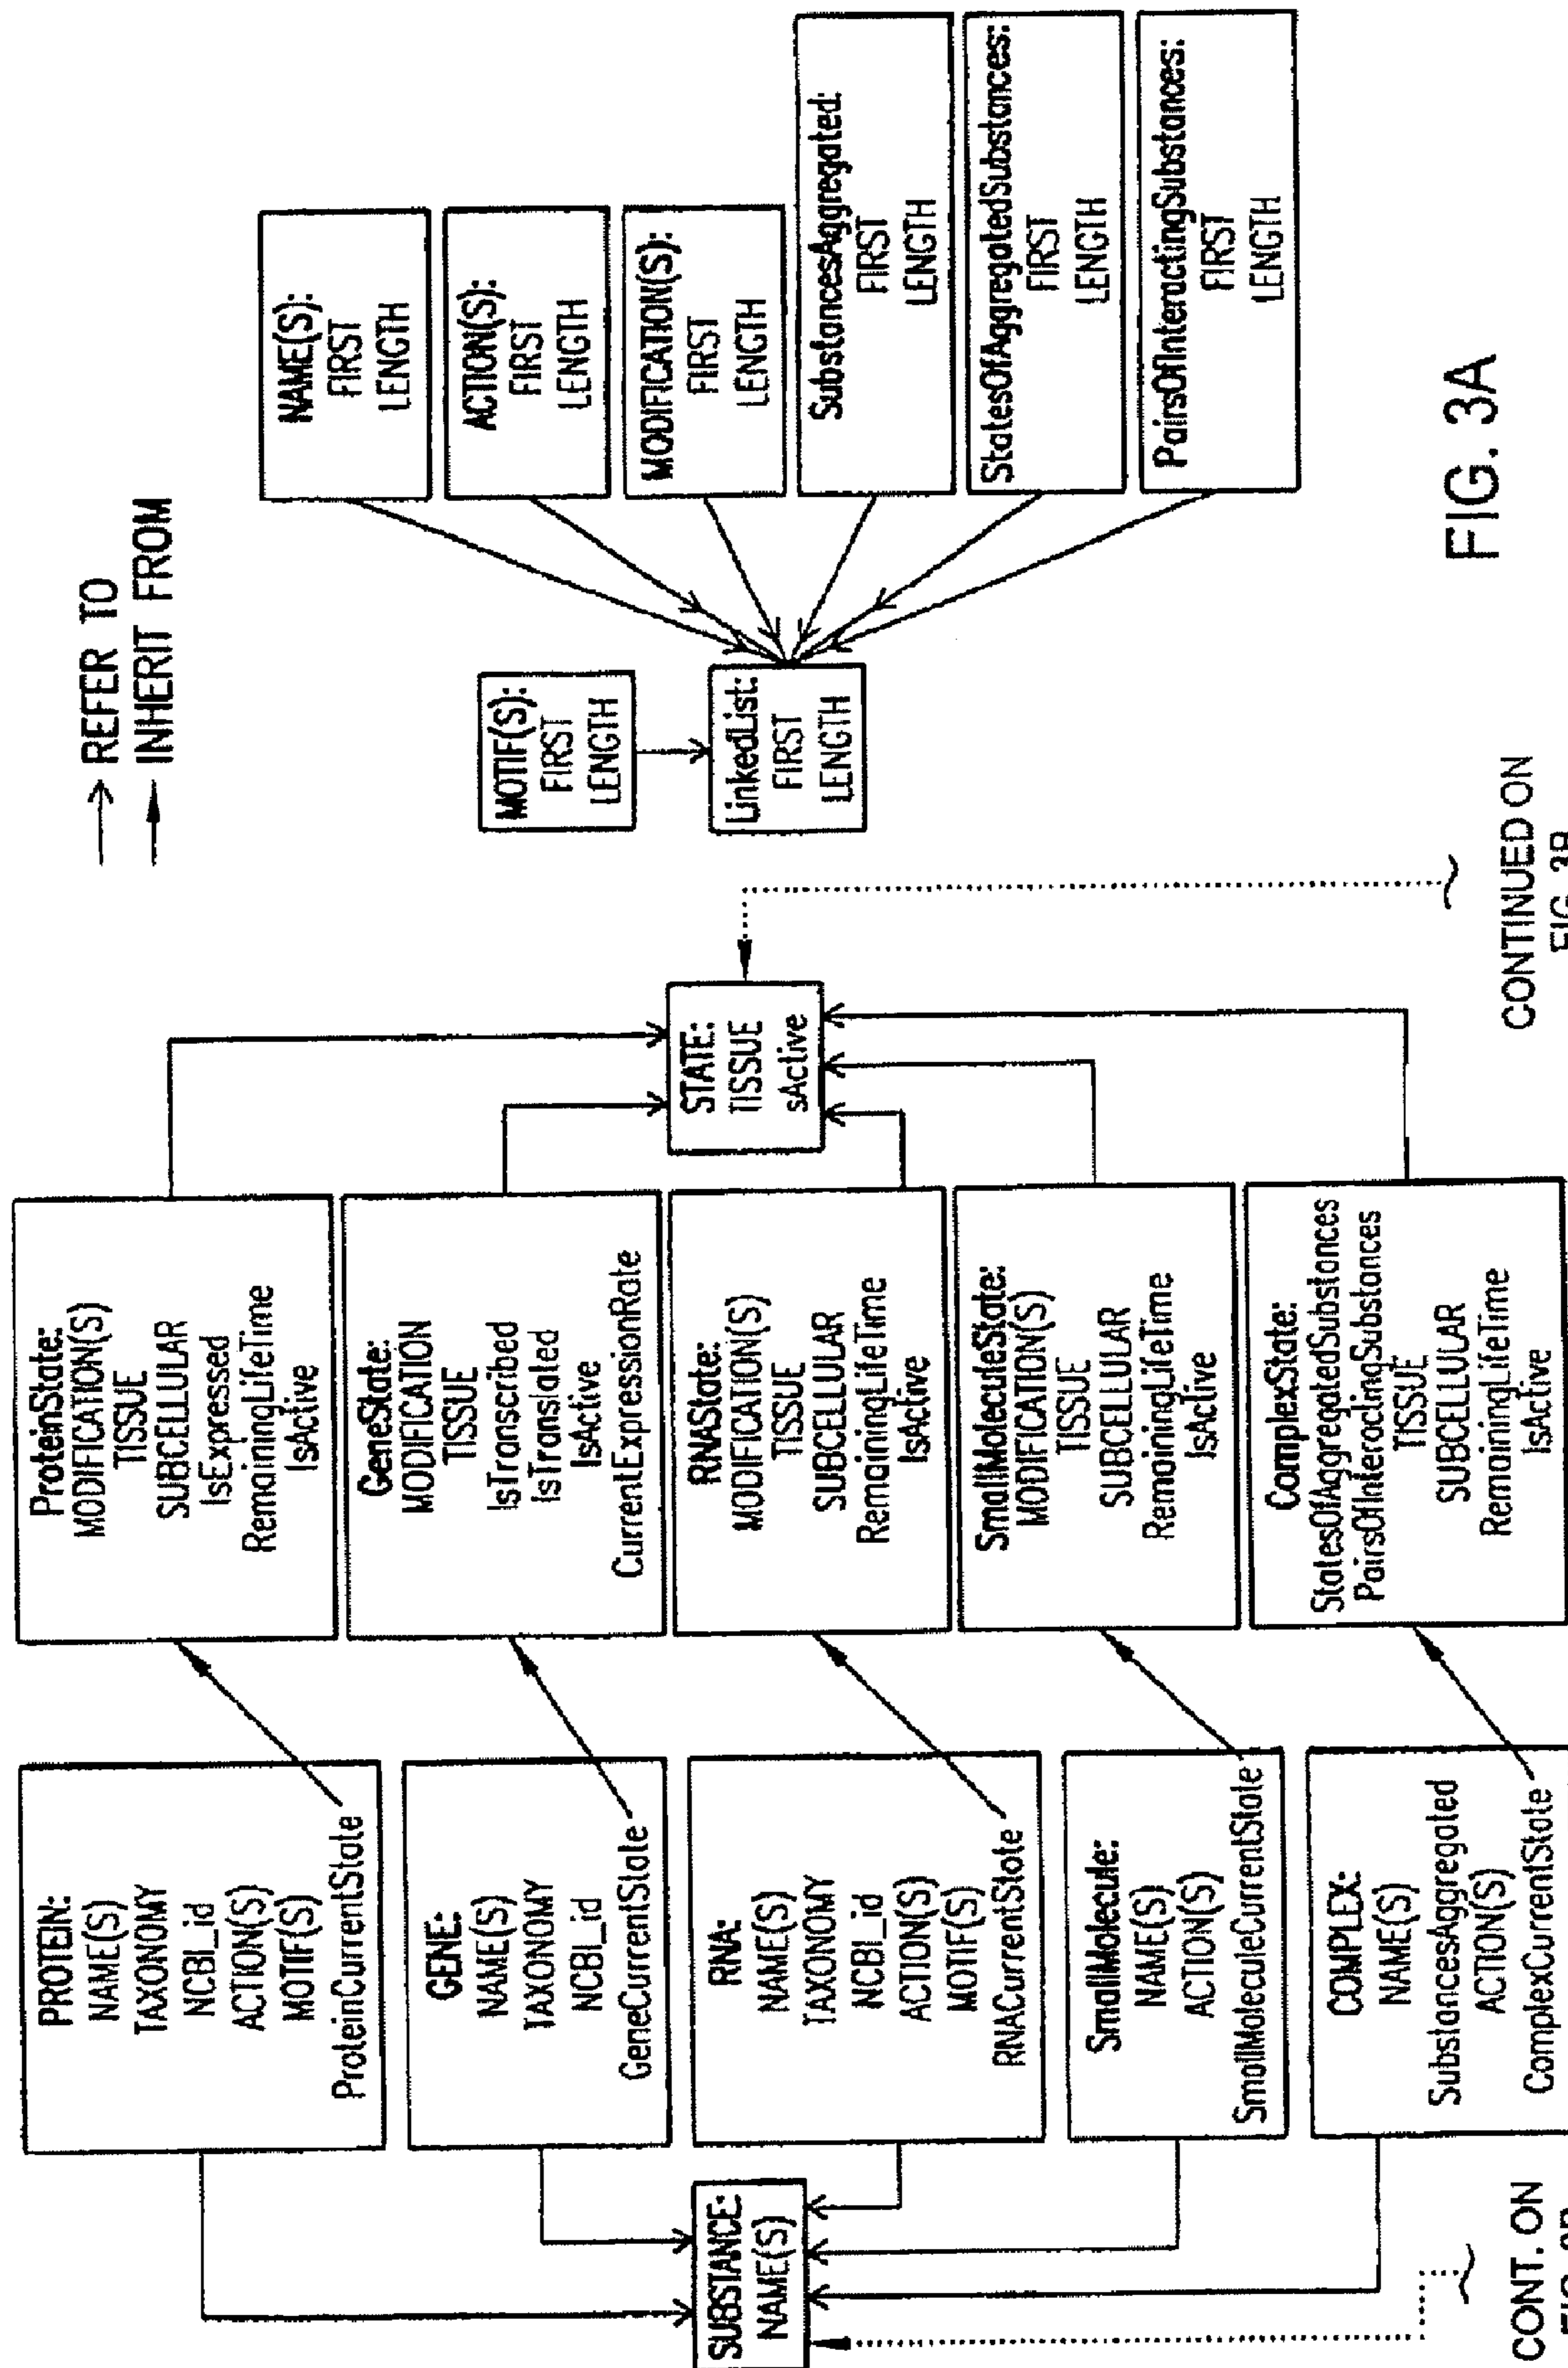 REFER TO
INHERIT FROM
SUBSTANCE:
NAME(S)
PROTEIN:
NAME(S)
TAXONOMY
NCBI_id
ACTION(S)
MOTIF(S)
ProteinCurrentState
GENE:
NAME(S)
TAXONOMY
NCBI_id
GeneCurrentState
RNA:
NAME(S)
TAXONOMY
NCBI_id
ACTION(S)
MOTIF(S)
RNACurrentState
SmallMolecule:
NAME(S)
ACTION(S)
SmallMoleculeCurrentState
COMPLEX:
NAME(S)
SubstancesAggregated
ACTION(S)
ComplexCurrentState
ProteinState:
MODIFICATION(S)
TISSUE
SUBCELLULAR
IsExpressed
RemainingLifeTime
IsActive
GeneState:
MODIFICATION
TISSUE
IsTranscribed
IsTranslated
IsActive
CurrentExpressionRate
RNAState:
MODIFICATION(S)
TISSUE
SUBCELLULAR
RemainingLifeTime
IsActive
SmallMoleculeState:
MODIFICATION(S)
TISSUE
SUBCELLULAR
RemainingLifeTime
IsActive
ComplexState:
StatesOfAggregatedSubstances
PairsOfInteractingSubstances
TISSUE
SUBCELLULAR
RemainingLifeTime
IsActive
STATE:
TISSUE
sActive
MOTIF(S):
FIRST
LENGTH
LinkedList:
FIRST
LENGTH
NAME(S):
FIRST
LENGTH
ACTION(S):
FIRST
LENGTH
MODIFICATION(S):
FIRST
LENGTH
SubstancesAggregated:
FIRST
LENGTH
StatesOfAggregatedSubstances:
FIRST
LENGTH
PairsOfInteractingSubstances:
FIRST
LENGTH
CONT. ON
CONTINUED ON
FIG. 3A